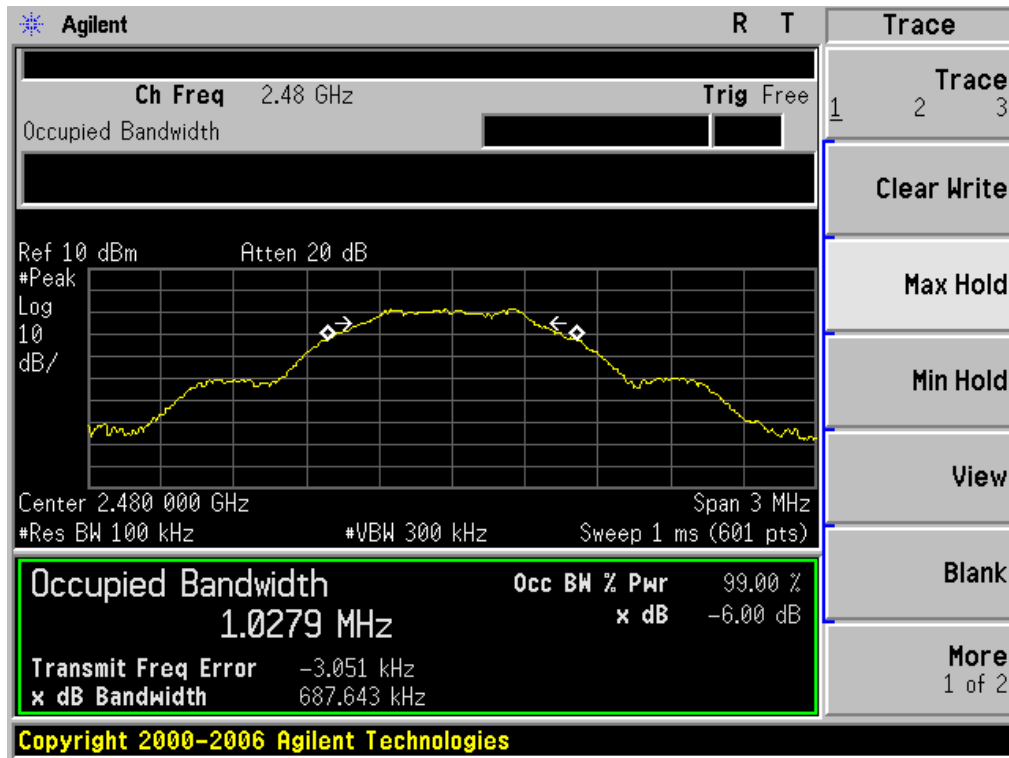 Agilent R T Trace
Ch Freq 2.48 GHz Trig Free
Occupied Bandwidth
Trace
1 2 3
Clear Write
Max Hold
Min Hold
View
Blank
More
1 of 2
Ref 10 dBm Atten 20 dB
#Peak
Log
10
dB/
Center 2.480 000 GHz Span 3 MHz
#Res BW 100 kHz #VBW 300 kHz Sweep 1 ms (601 pts)
Occupied Bandwidth Occ BW % Pwr 99.00 %
1.0279 MHz x dB -6.00 dB
Transmit Freq Error -3.051 kHz
x dB Bandwidth 687.643 kHz
Copyright 2000-2006 Agilent Technologies